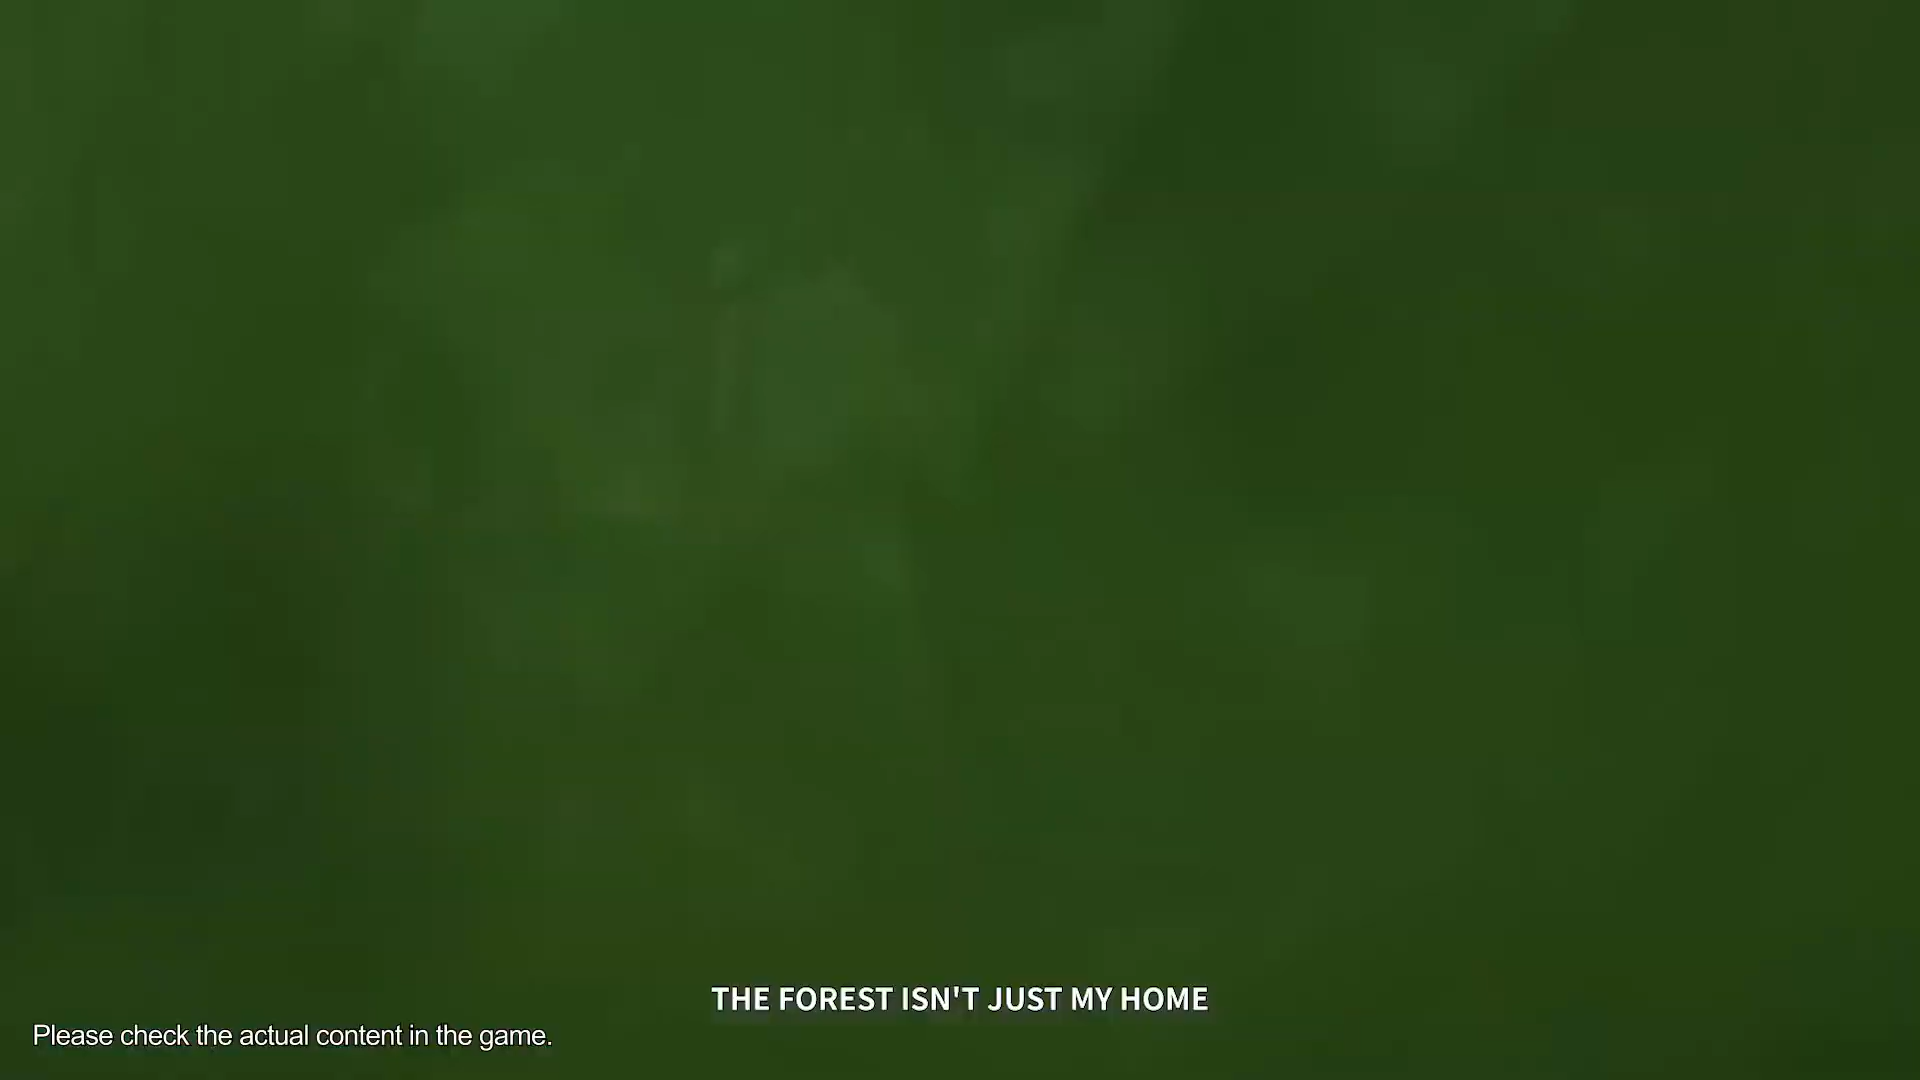 THE FOREST ISN'T JUST MY HOME
Please check the actual content in the game.